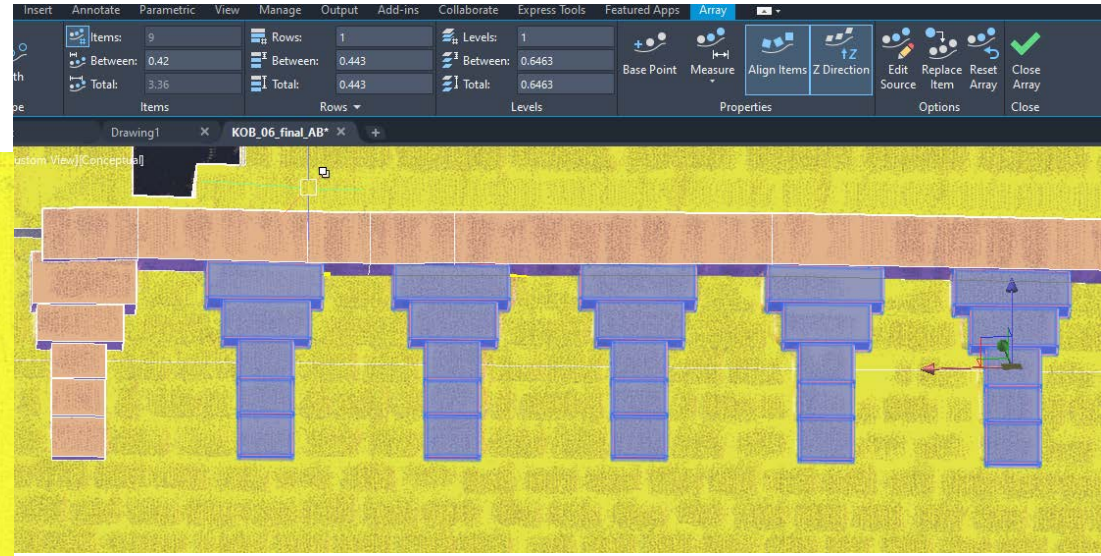 Insert Annotate Parametric View Manage Output Add-ins Collaborate Express Tools Featured Apps Array
Items: 9 Rows: 1 Levels: 1
Between: 0.42 Between: 0.443 Between: 0.6463
Total: 3.36 Total: 0.443 Total: 0.6463
Base Point Measure Align Items Z Direction Edit Source Replace Item Reset Array Close Array
Items Rows Levels Properties Options Close
Drawing1 KOB_06_final_AB*
Z